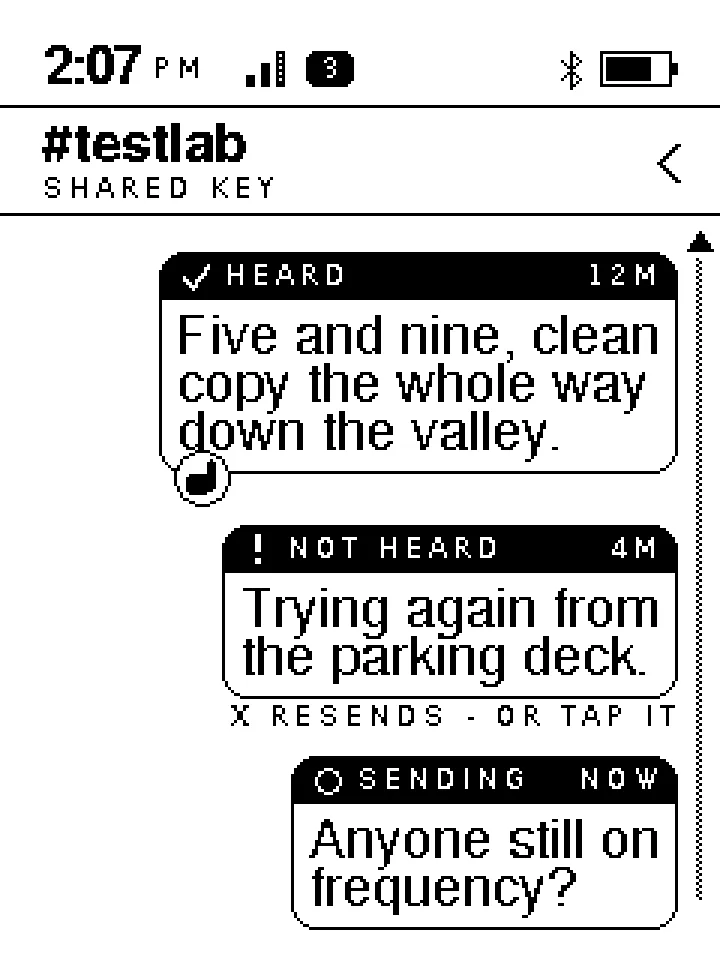 2:07 PM 3
#testlab
SHARED KEY
HEARD 12M
Five and nine, clean
copy the whole way
down the valley.
! NOT HEARD 4M
Trying again from
the parking deck.
X RESENDS - OR TAP IT
SENDING NOW
Anyone still on
frequency?